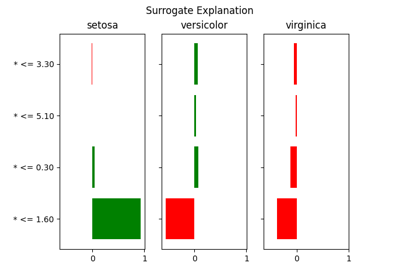 Surrogate Explanation
setosa versicolor virginica
* <= 3.30
* <= 5.10
* <= 0.30
* <= 1.60
0 1 0 1 0 1